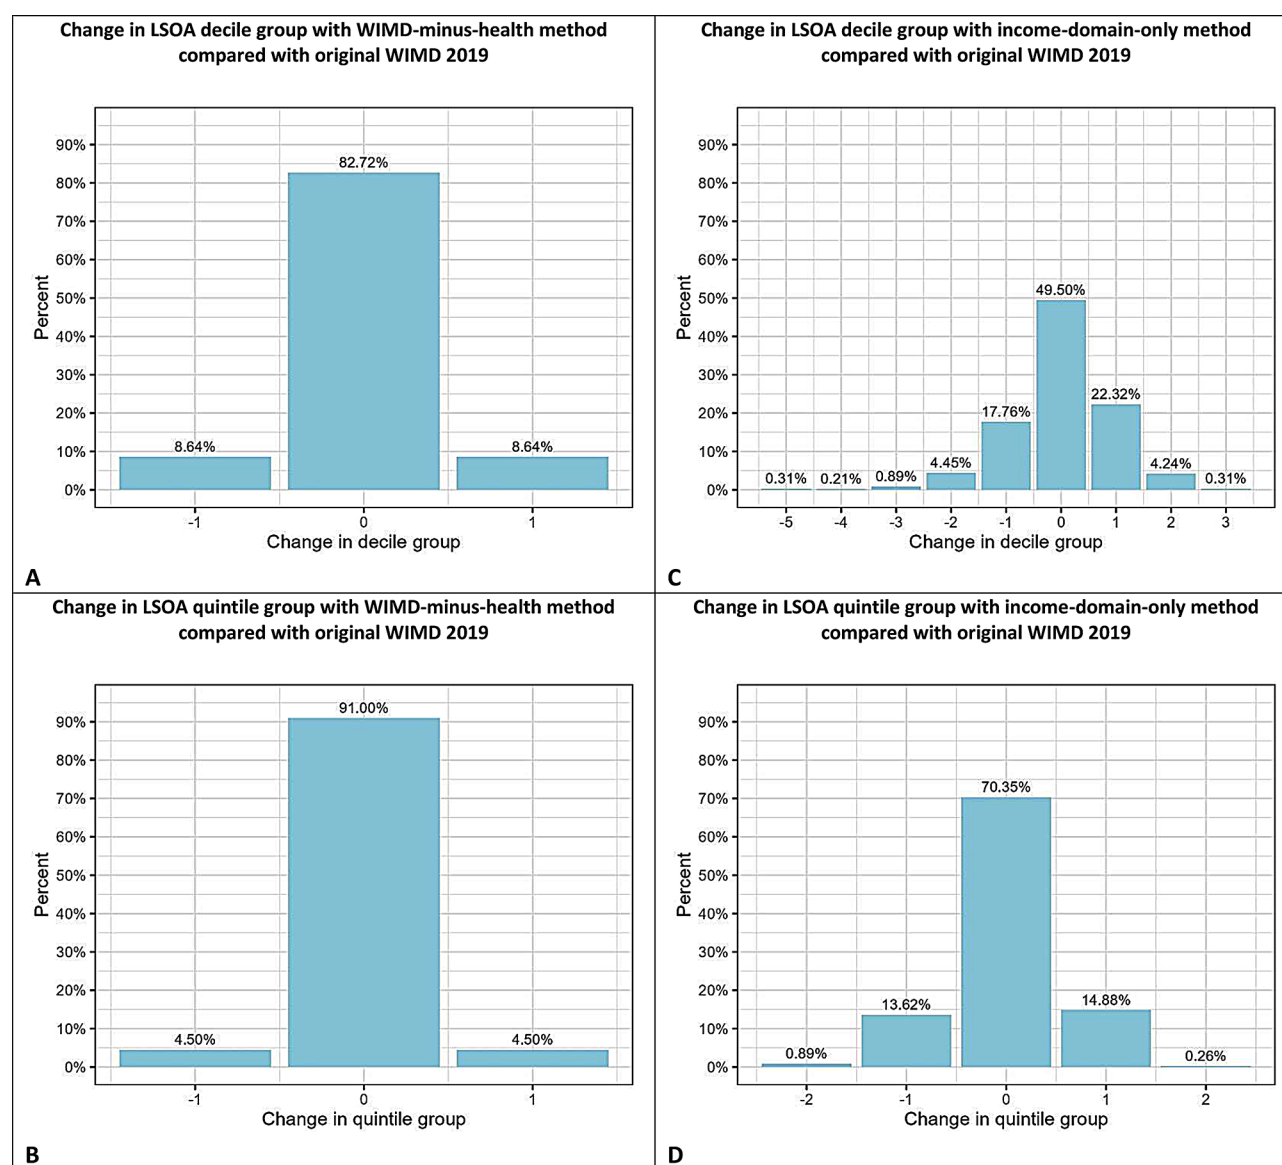 Change in LSOA decile group with WIMD-minus-health method
compared with original WIMD 2019
90%
80%
70%
60%
50%
40%
30%
20%
10%
0%
Percent
82.72%
8.64%
8.64%
-1 0 1
Change in decile group
A
Change in LSOA decile group with income-domain-only method
compared with original WIMD 2019
90%
80%
70%
60%
50%
40%
30%
20%
10%
0%
Percent
49.50%
22.32%
17.76%
0.31% 0.21% 0.89% 4.45% 4.24% 0.31%
-5 -4 -3 -2 -1 0 1 2 3
Change in decile group
C
Change in LSOA quintile group with WIMD-minus-health method
compared with original WIMD 2019
90%
80%
70%
60%
50%
40%
30%
20%
10%
0%
Percent
91.00%
4.50%
4.50%
-1 0 1
Change in quintile group
B
Change in LSOA quintile group with income-domain-only method
compared with original WIMD 2019
90%
80%
70%
60%
50%
40%
30%
20%
10%
0%
Percent
70.35%
13.62%
14.88%
0.89%
0.26%
-2 -1 0 1 2
Change in quintile group
D